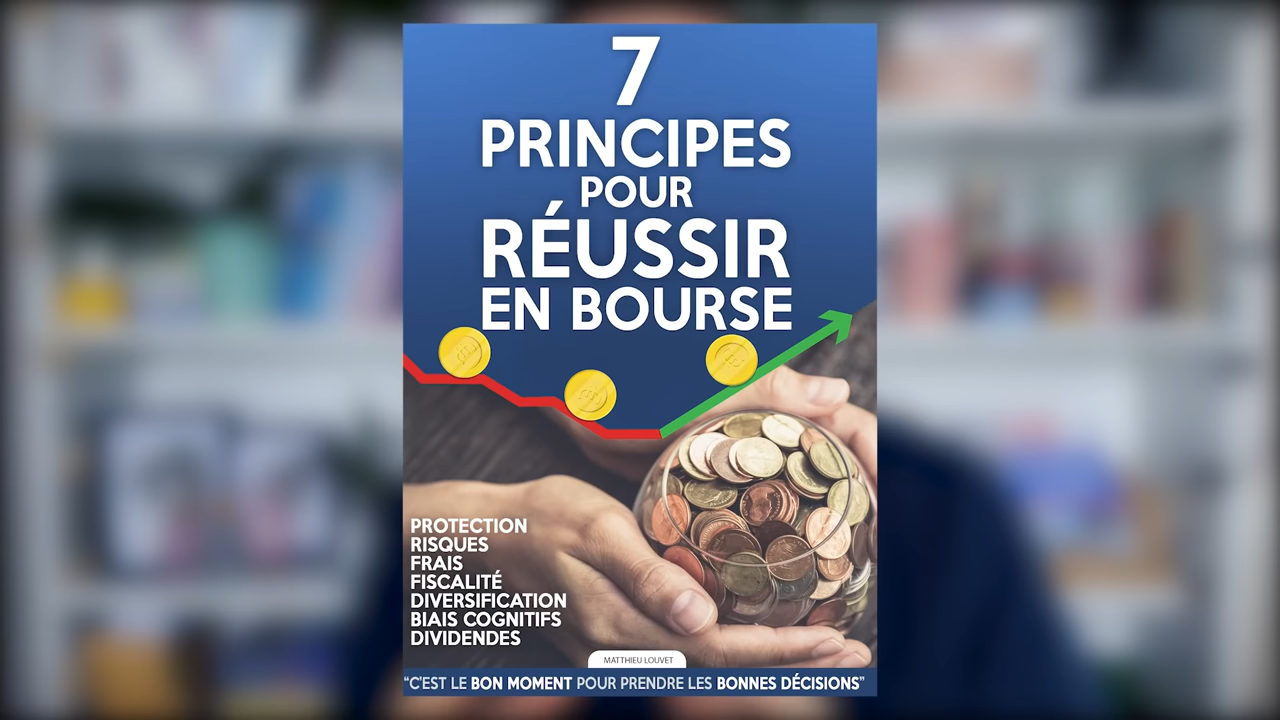 7
PRINCIPES
POUR
RÉUSSIR
EN BOURSE
PROTECTION
RISQUES
FRAIS
FISCALITÉ
DIVERSIFICATION
BIAIS COGNITIFS
DIVIDENDES
MATTHIEU LOUVET
“C'EST LE BON MOMENT POUR PRENDRE LES BONNES DÉCISIONS”